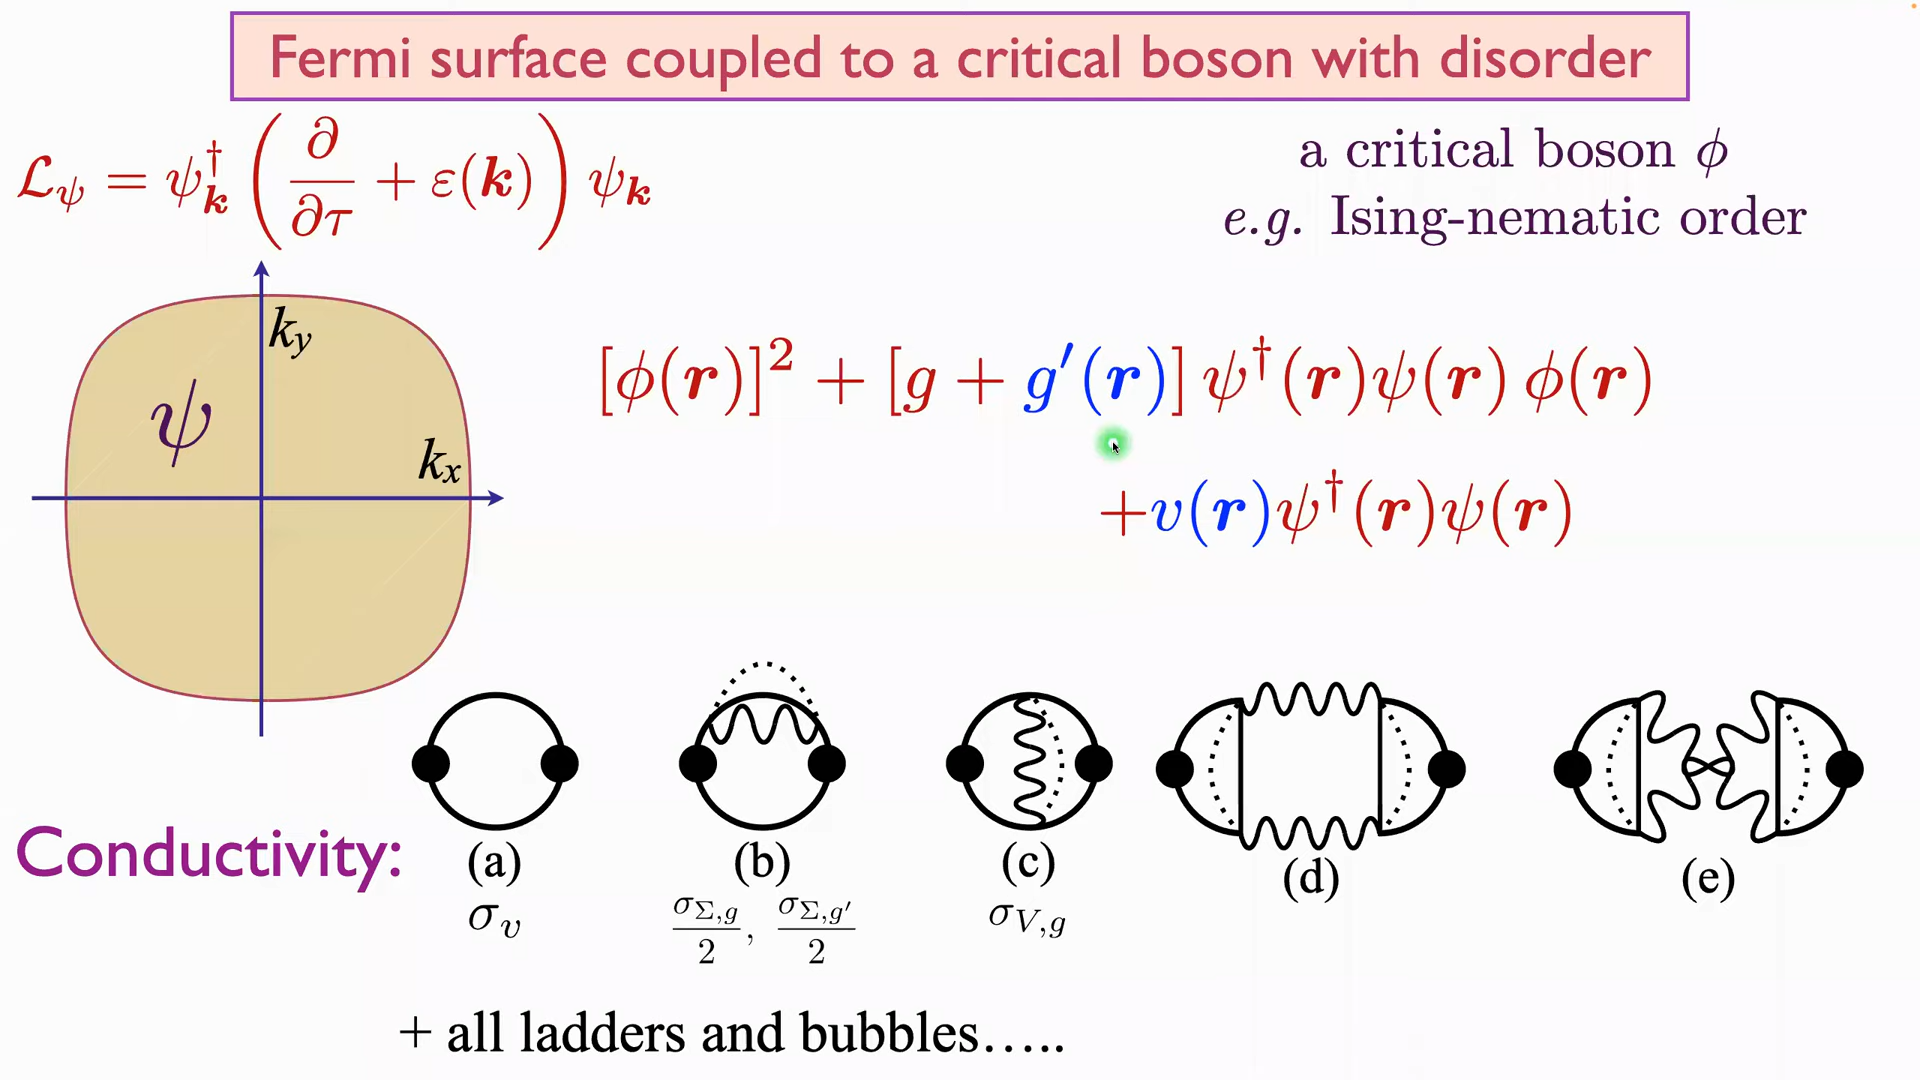 Fermi surface coupled to a critical boson with disorder
ℒ_ψ = ψ†_𝒌 ( ∂/∂τ + ε(𝒌) ) ψ_𝒌
a critical boson ϕ
e.g. Ising-nematic order
k_y
ψ
k_x
[ϕ(𝒓)]² + [g + g′(𝒓)] ψ†(𝒓)ψ(𝒓) ϕ(𝒓)
+v(𝒓)ψ†(𝒓)ψ(𝒓)
Conductivity:
(a) (b) (c) (d) (e)
σ_v σ_{Σ,g}/2, σ_{Σ,g′}/2 σ_{V,g}
+ all ladders and bubbles.....